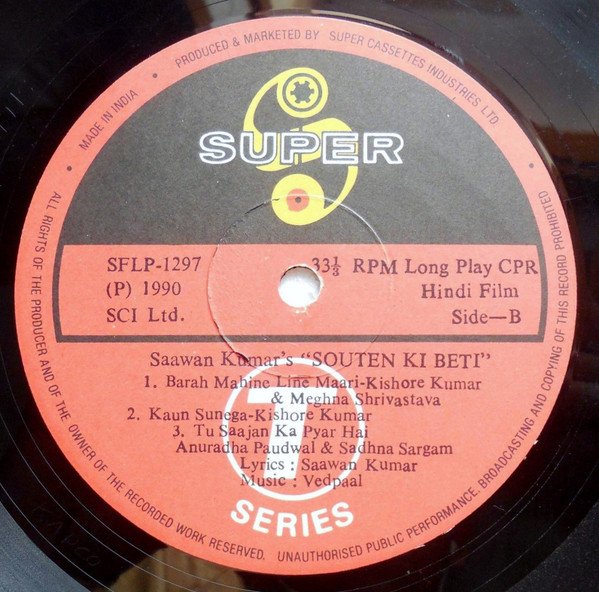 • PRODUCED & MARKETED BY SUPER CASSETTES INDUSTRIES LTD
MADE IN INDIA •
SUPER
SFLP-1297 33⅓ RPM Long Play CPR
(P) 1990 Hindi Film
SCI Ltd. Side—B
Saawan Kumar's "SOUTEN KI BETI"
1. Barah Mahine Line Maari-Kishore Kumar
& Meghna Shrivastava
2. Kaun Sunega-Kishore Kumar
3. Tu Saajan Ka Pyar Hai
Anuradha Paudwal & Sadhna Sargam
Lyrics : Saawan Kumar
Music : Vedpaal
T
SERIES
ALL RIGHTS OF THE PRODUCER AND OF THE OWNER OF THE RECORDED WORK RESERVED. UNAUTHORISED PUBLIC PERFORMANCE. BROADCASTING AND COPYING OF THIS RECORD PROHIBITED